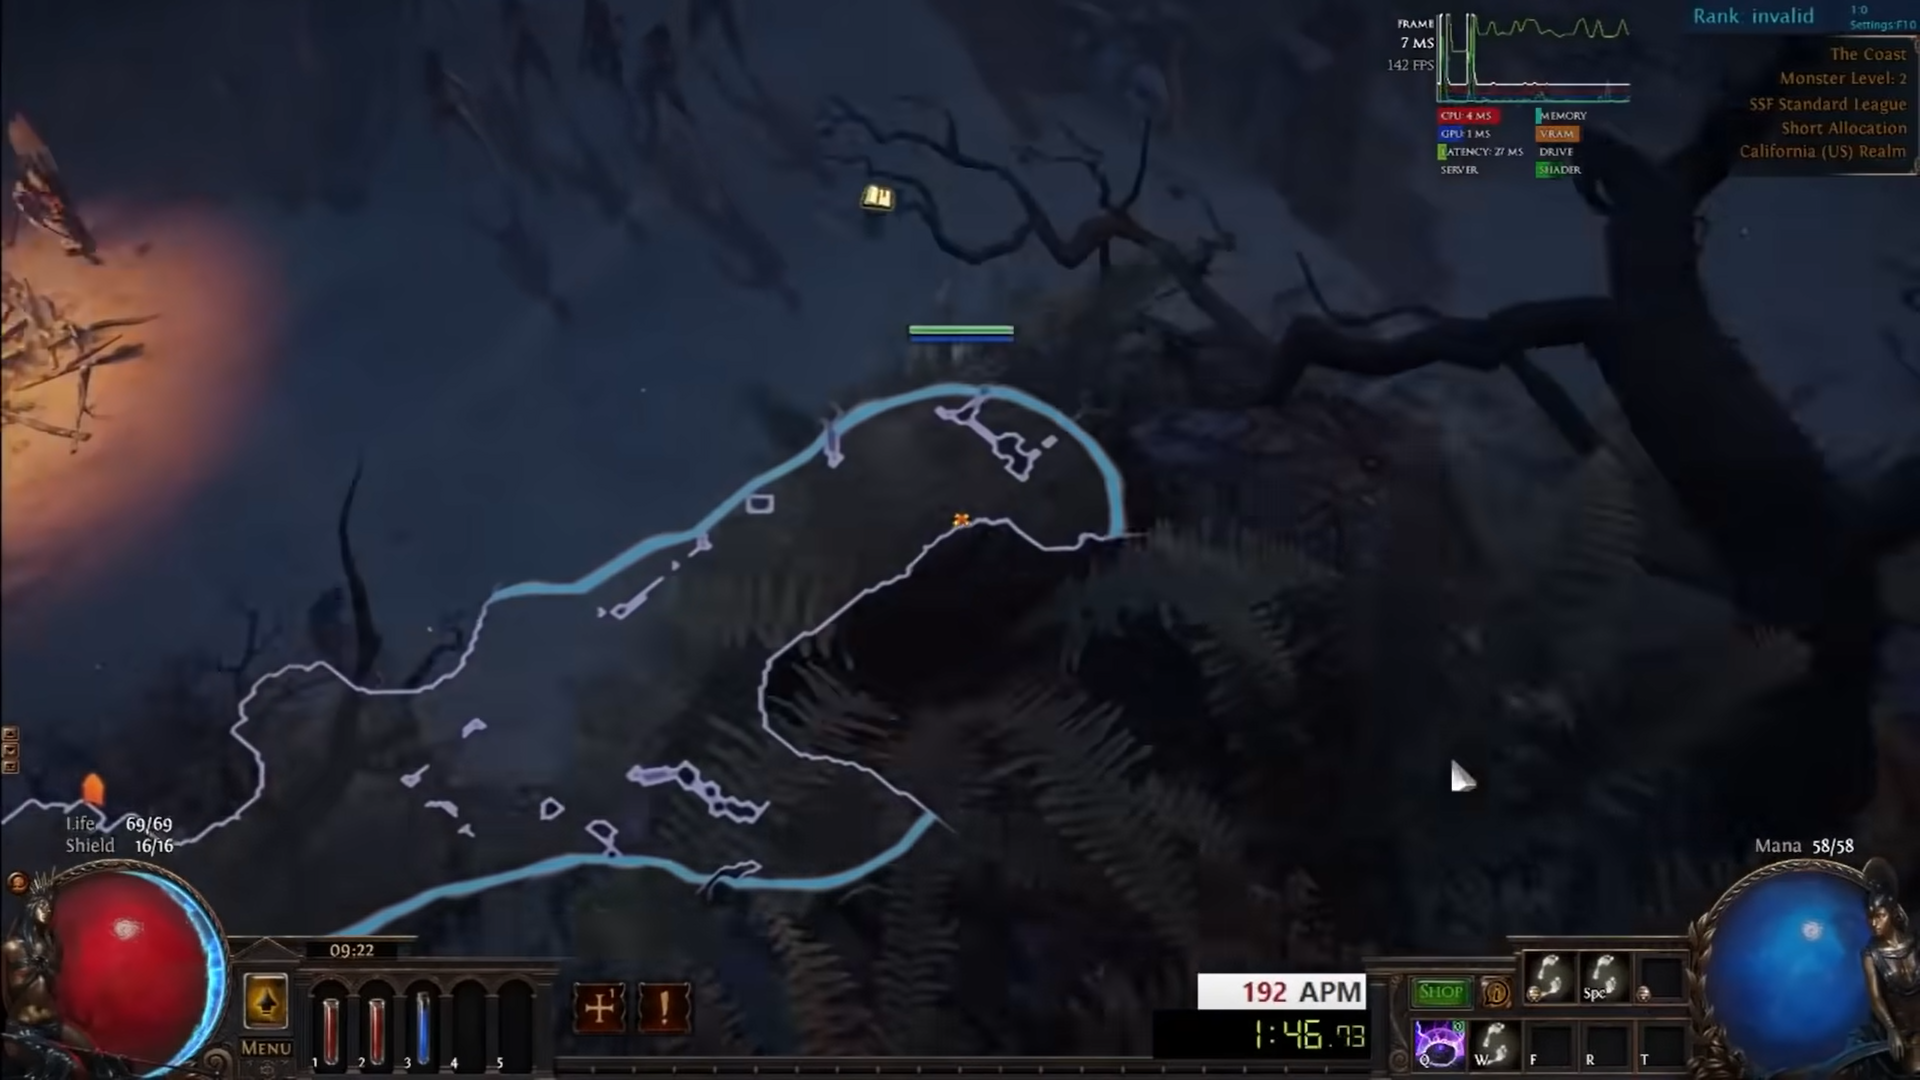 FRAME
7 MS
142 FPS
CPU: 4 MS
MEMORY
GPU: 1 MS
VRAM
LATENCY: 27 MS
DRIVE
SERVER
SHADER
Rank: invalid
1:0
Settings:F10
The Coast
Monster Level: 2
SSF Standard League
Short Allocation
California (US) Realm
Life 69/69
Shield 16/16
Mana 58/58
09:22
MENU
1 2 3 4 5
1
192 APM
1:46.73
SHOP
Spc
Q W F R T